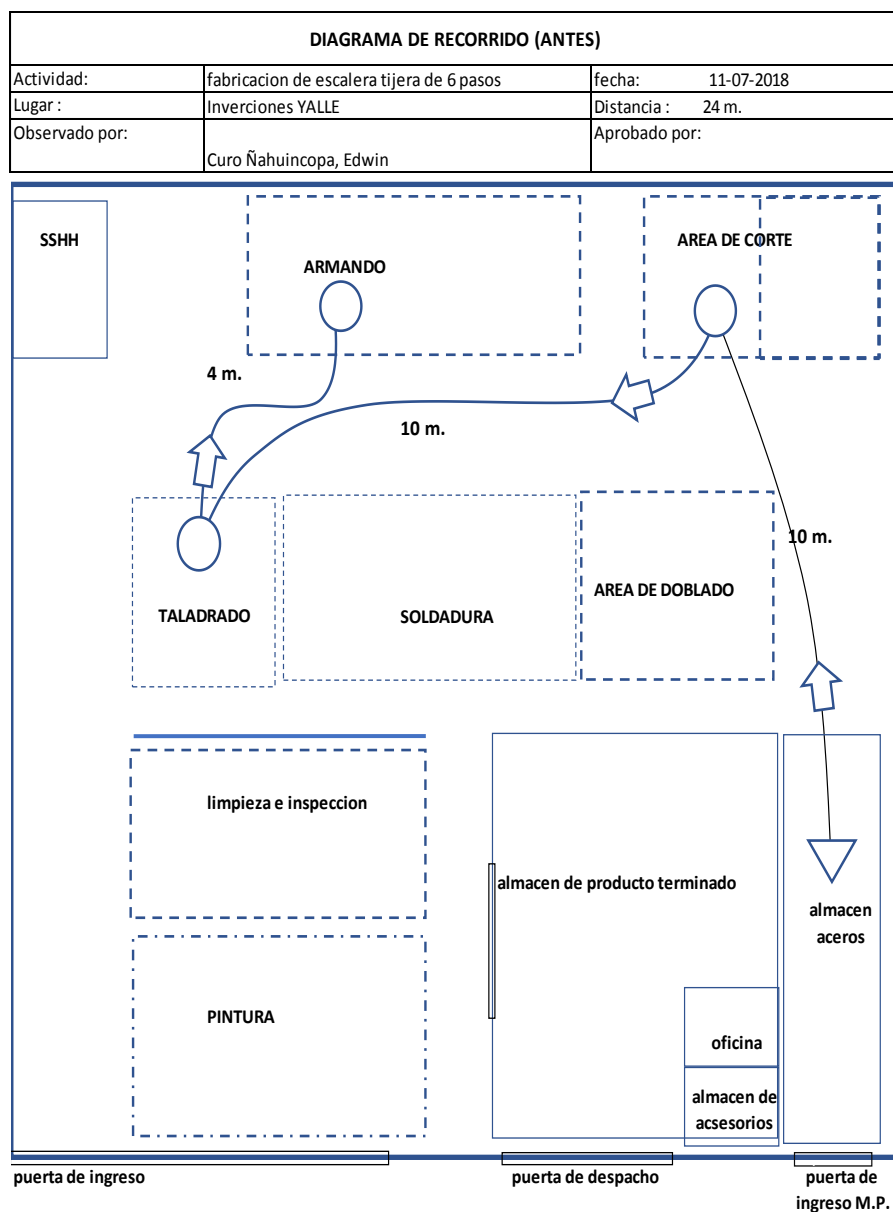 DIAGRAMA DE RECORRIDO (ANTES)
Actividad: fabricacion de escalera tijera de 6 pasos fecha: 11-07-2018
Lugar : Inverciones YALLE Distancia : 24 m.
Observado por: Aprobado por:
Curo Ñahuincopa, Edwin
SSHH
AREA DE CORTE
ARMANDO
4 m.
10 m.
10 m.
AREA DE DOBLADO
TALADRADO
SOLDADURA
limpieza e inspeccion
almacen de producto terminado
almacen
aceros
PINTURA
oficina
almacen de
acsesorios
puerta de ingreso
puerta de despacho
puerta de
ingreso M.P.